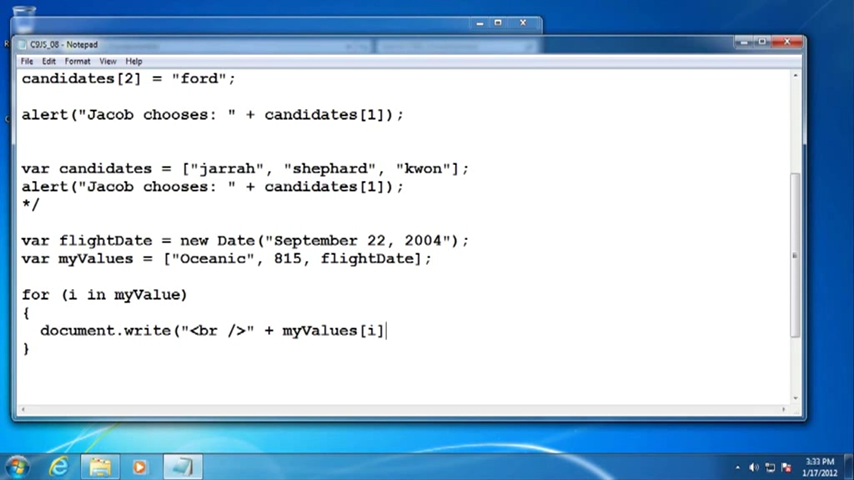 C9JS_08 - Notepad
File Edit Format View Help
candidates[2] = "ford";
alert("Jacob chooses: " + candidates[1]);
var candidates = ["jarrah", "shephard", "kwon"];
alert("Jacob chooses: " + candidates[1]);
*/
var flightDate = new Date("September 22, 2004");
var myValues = ["Oceanic", 815, flightDate];
for (i in myValue)
{
document.write("<br />" + myValues[i]
}
3:33 PM
1/17/2012